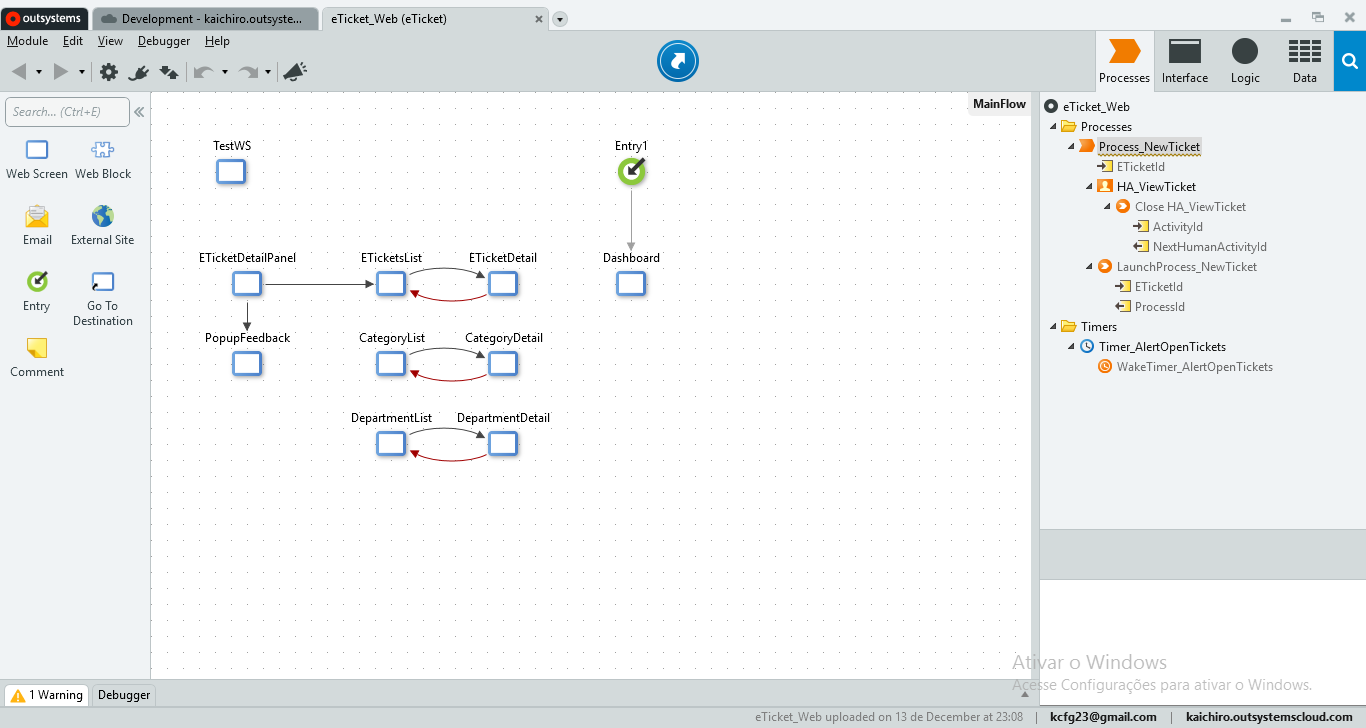 outsystems
Development - kaichiro.outsyste...
eTicket_Web (eTicket)
Module Edit View Debugger Help
Processes Interface Logic Data
Search... (Ctrl+E)
Web Screen Web Block
Email External Site
Entry Go To Destination
Comment
MainFlow
TestWS
Entry1
ETicketDetailPanel ETicketsList ETicketDetail Dashboard
PopupFeedback CategoryList CategoryDetail
DepartmentList DepartmentDetail
eTicket_Web
Processes
Process_NewTicket
ETicketId
HA_ViewTicket
Close HA_ViewTicket
ActivityId
NextHumanActivityId
LaunchProcess_NewTicket
ETicketId
ProcessId
Timers
Timer_AlertOpenTickets
WakeTimer_AlertOpenTickets
Ativar o Windows
Acesse Configurações para ativar o Windows.
1 Warning Debugger
eTicket_Web uploaded on 13 de December at 23:08 | kcfg23@gmail.com | kaichiro.outsystemscloud.com